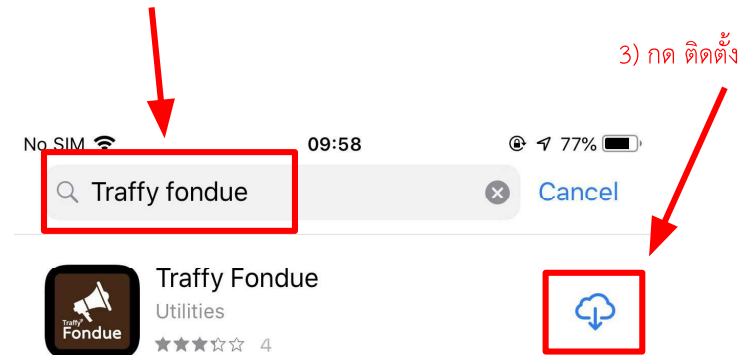 3) กด ติดตั้ง
No SIM 09:58 77%
Traffy fondue Cancel
Traffy Fondue
Utilities
4
Traffy
Fondue